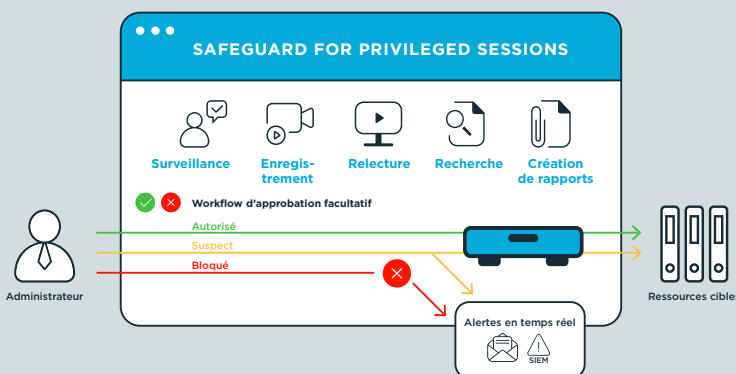 SAFEGUARD FOR PRIVILEGED SESSIONS
Surveillance
Enregis-
trement
Relecture
Recherche
Création
de rapports
Workflow d'approbation facultatif
Autorisé
Suspect
Bloqué
Administrateur
Ressources cibles
Alertes en temps réel
SIEM